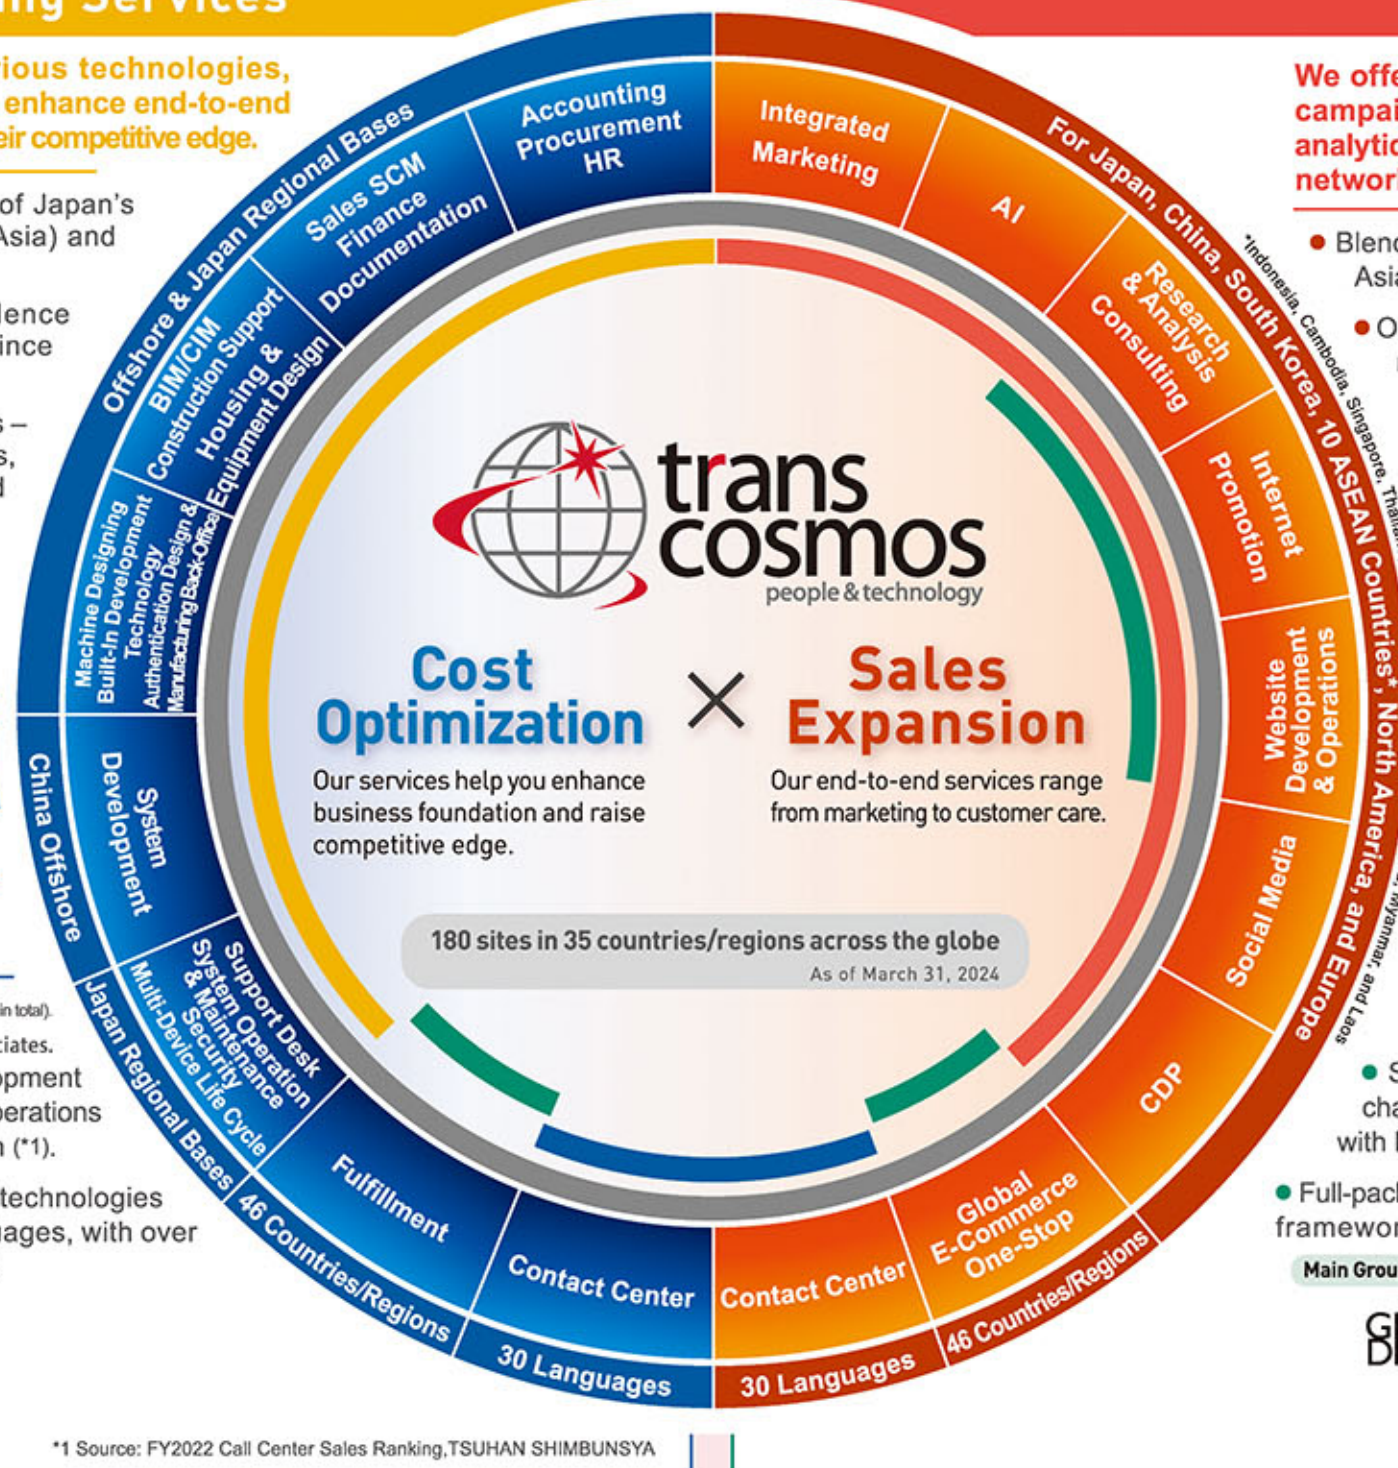 ing Services
ious technologies,
enhance end-to-end
eir competitive edge.
of Japan's
Asia) and
lence
ince
s –
s,
in total).
ciates.
opment
perations
(*1).
technologies
ages, with over
Offshore & Japan Regional Bases
Accounting
Procurement
HR
Sales SCM
Finance
Documentation
BIM/CIM
Construction Support
Housing &
Equipment Design
Machine Designing
Built-In Development
Technology
Authentication Design &
Manufacturing Back-Office
China Offshore
System
Development
Japan Regional Bases
Support Desk
System Operation
& Maintenance
Security
Multi-Device Life Cycle
46 Countries/Regions
Fulfillment
30 Languages
Contact Center
For Japan, China, South Korea, 10 ASEAN Countries*, North America, and Europe
*Indonesia, Cambodia, Singapore, Thailan
Myanmar, and Laos
Integrated
Marketing
AI
Research
& Analysis
Consulting
Internet
Promotion
Website
Development
& Operations
Social Media
CDP
Global
E-Commerce
One-Stop
46 Countries/Regions
Contact Center
30 Languages
trans
cosmos
people & technology
Cost
Optimization
×
Sales
Expansion
Our services help you enhance
business foundation and raise
competitive edge.
Our end-to-end services range
from marketing to customer care.
180 sites in 35 countries/regions across the globe
As of March 31, 2024
We offe
campai
analytic
networ
● Blend
Asia
● O
● S
cha
with
● Full-pack
framewor
Main Grou
*1 Source: FY2022 Call Center Sales Ranking,TSUHAN SHIMBUNSYA